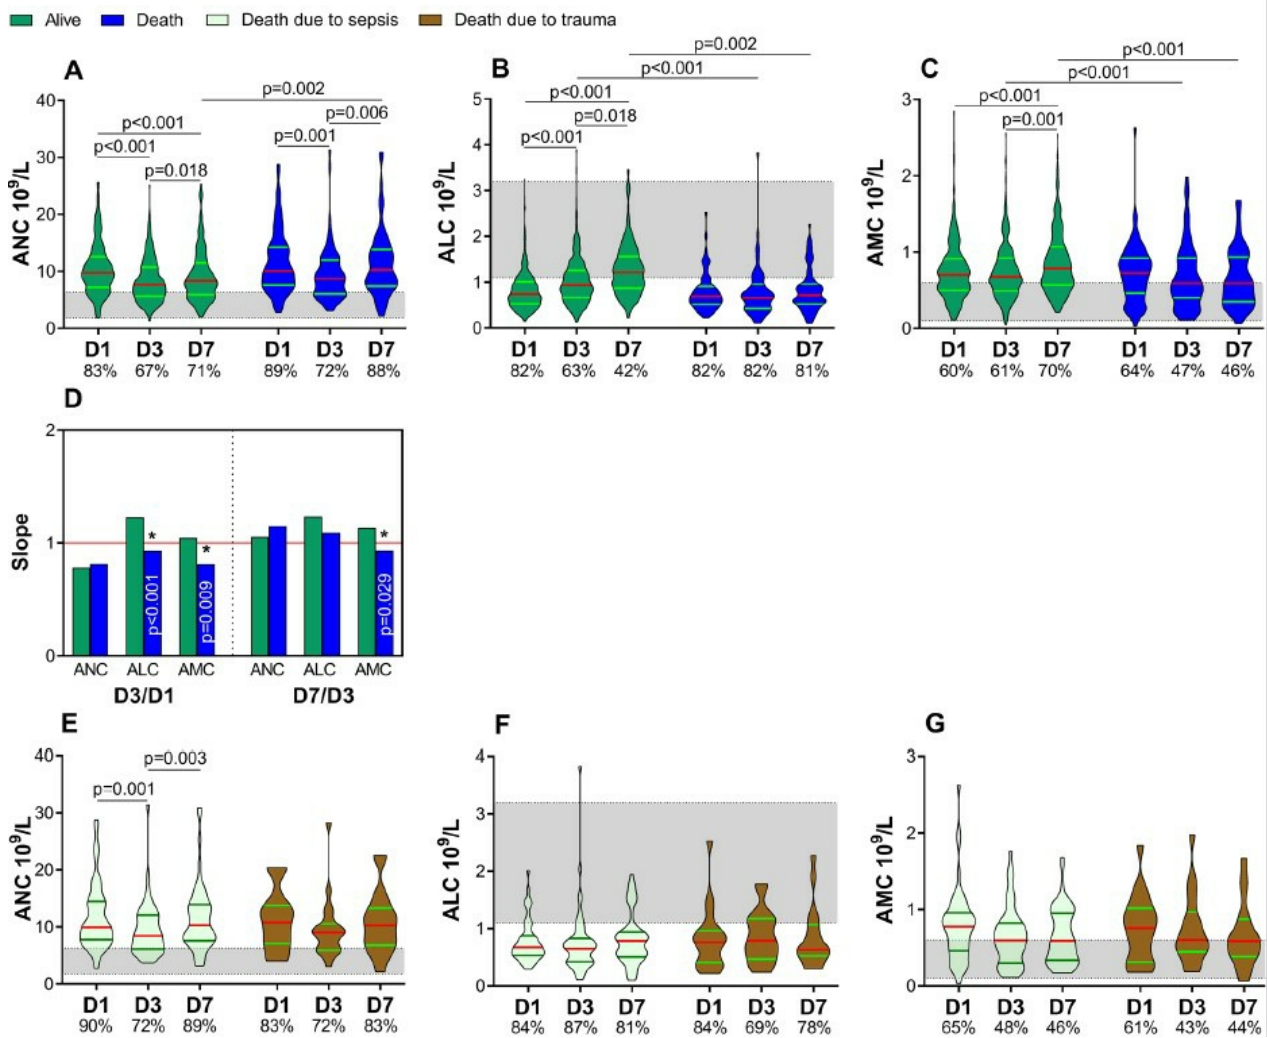 Alive Death Death due to sepsis Death due to trauma
A
ANC 10⁹/L
40
30
20
10
0
p<0.001
p<0.001
p=0.018
p=0.002
p=0.001
p=0.006
D1 D3 D7 D1 D3 D7
83% 67% 71% 89% 72% 88%
B
ALC 10⁹/L
5
4
3
2
1
0
p=0.002
p<0.001
p<0.001
p=0.018
p<0.001
D1 D3 D7 D1 D3 D7
82% 63% 42% 82% 82% 81%
C
AMC 10⁹/L
3
2
1
0
p<0.001
p<0.001
p<0.001
p=0.001
D1 D3 D7 D1 D3 D7
60% 61% 70% 64% 47% 46%
D
Slope
2
1
0
*
*
*
p<0.001
p=0.009
p=0.029
ANC ALC AMC ANC ALC AMC
D3/D1 D7/D3
E
ANC 10⁹/L
40
30
20
10
0
p=0.003
p=0.001
D1 D3 D7 D1 D3 D7
90% 72% 89% 83% 72% 83%
F
ALC 10⁹/L
4
3
2
1
0
D1 D3 D7 D1 D3 D7
84% 87% 81% 84% 69% 78%
G
AMC 10⁹/L
3
2
1
0
D1 D3 D7 D1 D3 D7
65% 48% 46% 61% 43% 44%